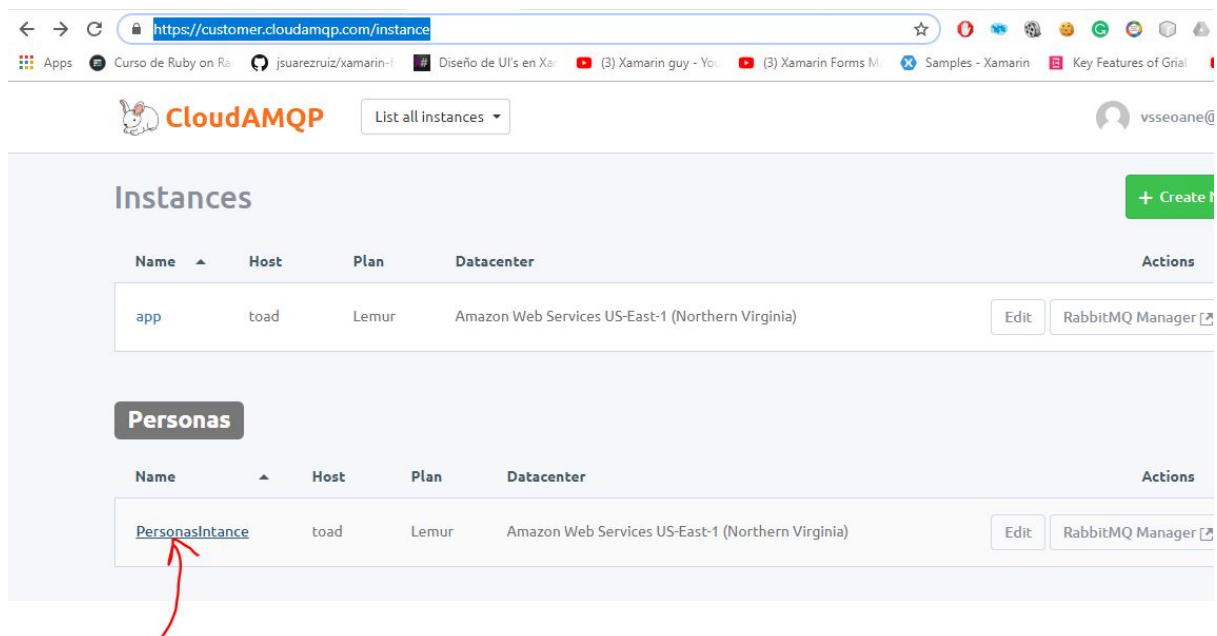 https://customer.cloudamqp.com/instance
Apps Curso de Ruby on Ra jsuarezruiz/xamarin-f Diseño de UI's en Xa (3) Xamarin guy - You (3) Xamarin Forms M Samples - Xamarin Key Features of Grial
CloudAMQP List all instances vsseoane@
Instances + Create N
Name Host Plan Datacenter Actions
app toad Lemur Amazon Web Services US-East-1 (Northern Virginia) Edit RabbitMQ Manager
Personas
Name Host Plan Datacenter Actions
PersonasIntance toad Lemur Amazon Web Services US-East-1 (Northern Virginia) Edit RabbitMQ Manager